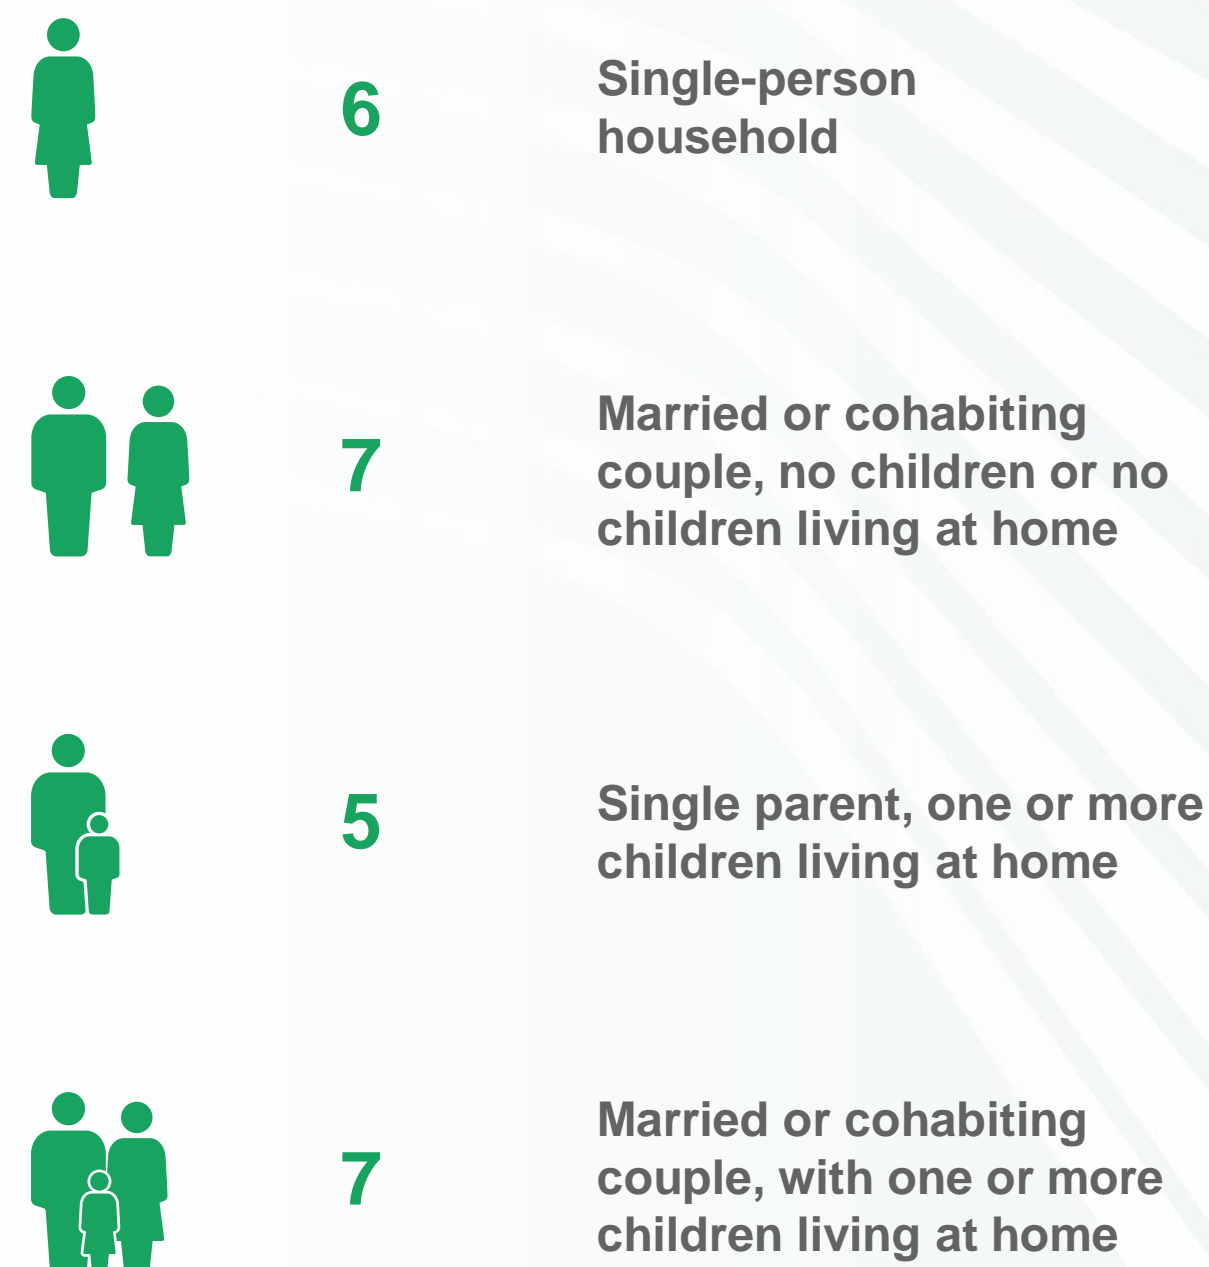 6
Single-person
household
7
Married or cohabiting
couple, no children or no
children living at home
5
Single parent, one or more
children living at home
7
Married or cohabiting
couple, with one or more
children living at home